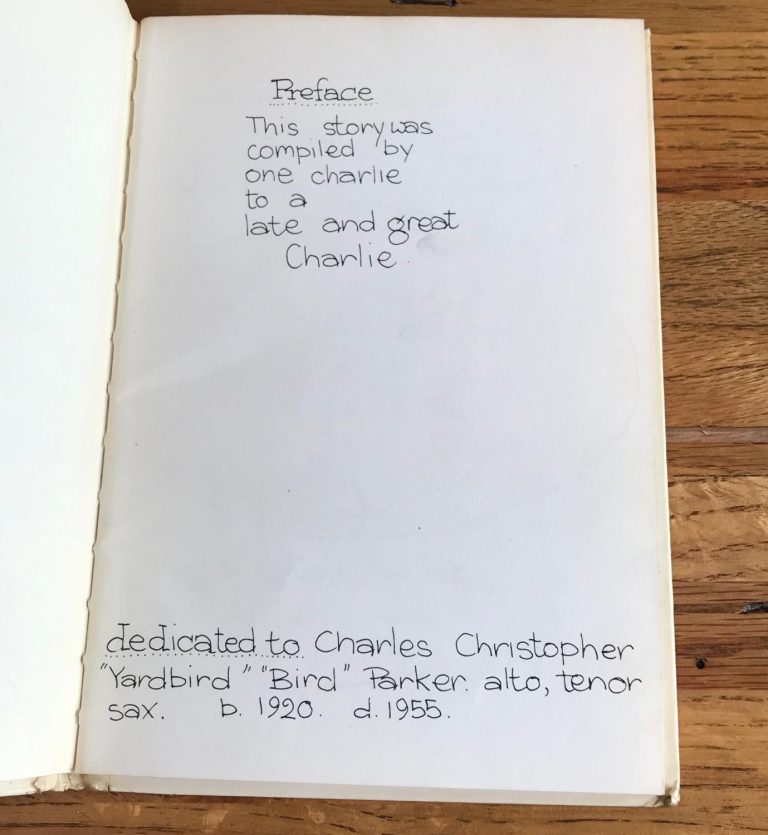 Preface
This story was
compiled by
one charlie
to a
late and great
Charlie.
dedicated to Charles Christopher
"Yardbird" "Bird" Parker. alto, tenor
sax. b. 1920. d. 1955.